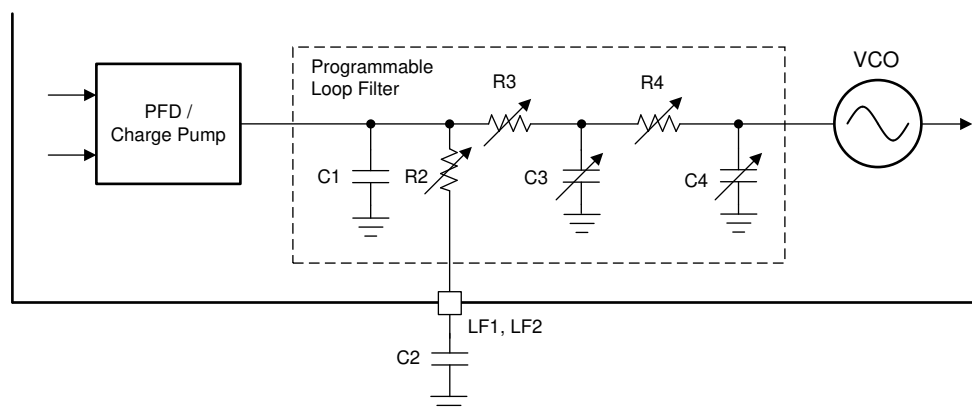 Programmable
Loop Filter
VCO
R3
R4
PFD /
Charge Pump
C1
R2
C3
C4
LF1, LF2
C2